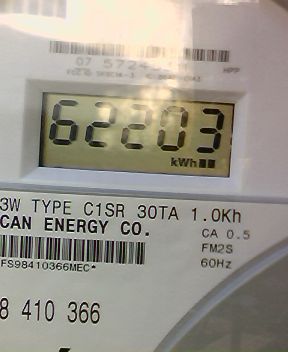 HPP
62203
kWh
3W TYPE C1SR 30TA 1.0Kh
CAN ENERGY CO.
CA 0.5
FM2S
FS98410366MEC*
60Hz
8 410 366